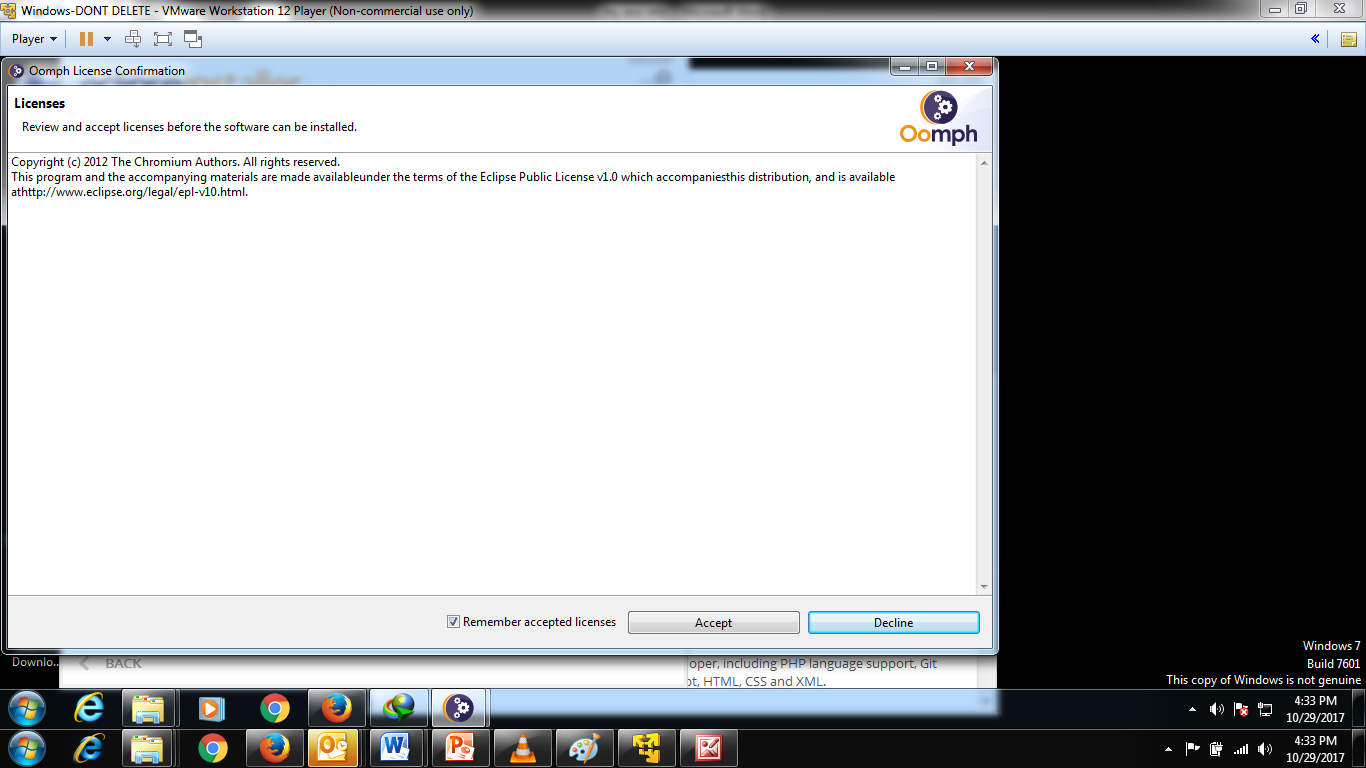 Windows-DONT DELETE - VMware Workstation 12 Player (Non-commercial use only)
Player
Oomph License Confirmation
Licenses
Review and accept licenses before the software can be installed.
Oomph
Copyright (c) 2012 The Chromium Authors. All rights reserved.
This program and the accompanying materials are made availableunder the terms of the Eclipse Public License v1.0 which accompaniesthis distribution, and is available
athttp://www.eclipse.org/legal/epl-v10.html.
Remember accepted licenses
Accept
Decline
Downlo...
BACK
oper, including PHP language support, Git
pt, HTML, CSS and XML.
Windows 7
Build 7601
This copy of Windows is not genuine
4:33 PM
10/29/2017
4:33 PM
10/29/2017